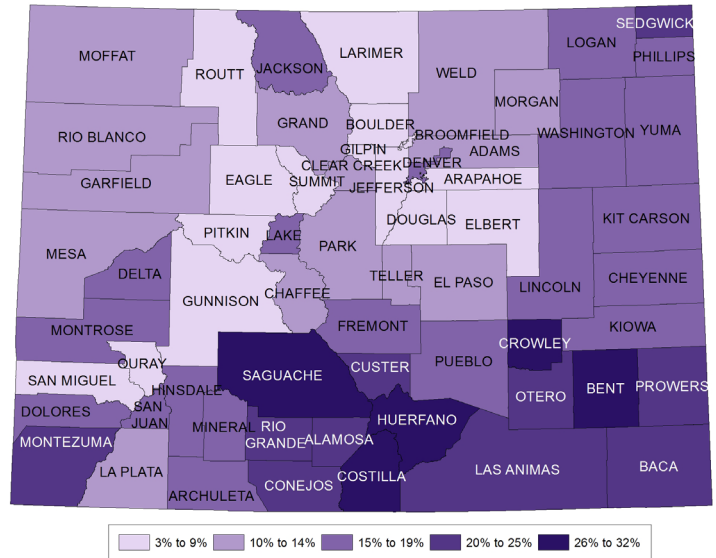 SEDGWICK
MOFFAT
ROUTT
JACKSON
LARIMER
WELD
LOGAN
PHILLIPS
MORGAN
GRAND
BOULDER
RIO BLANCO
BROOMFIELD
WASHINGTON
YUMA
GILPIN
ADAMS
CLEAR CREEK
DENVER
GARFIELD
EAGLE
SUMMIT
JEFFERSON
ARAPAHOE
DOUGLAS
ELBERT
KIT CARSON
PITKIN
LAKE
MESA
PARK
DELTA
TELLER
EL PASO
LINCOLN
CHEYENNE
CHAFFEE
GUNNISON
MONTROSE
FREMONT
KIOWA
CROWLEY
OURAY
PUEBLO
CUSTER
SAGUACHE
SAN MIGUEL
HINSDALE
OTERO
BENT
PROWERS
DOLORES
SAN
JUAN
MINERAL
RIO
GRANDE
ALAMOSA
HUERFANO
MONTEZUMA
LA PLATA
ARCHULETA
CONEJOS
COSTILLA
LAS ANIMAS
BACA
3% to 9%
10% to 14%
15% to 19%
20% to 25%
26% to 32%